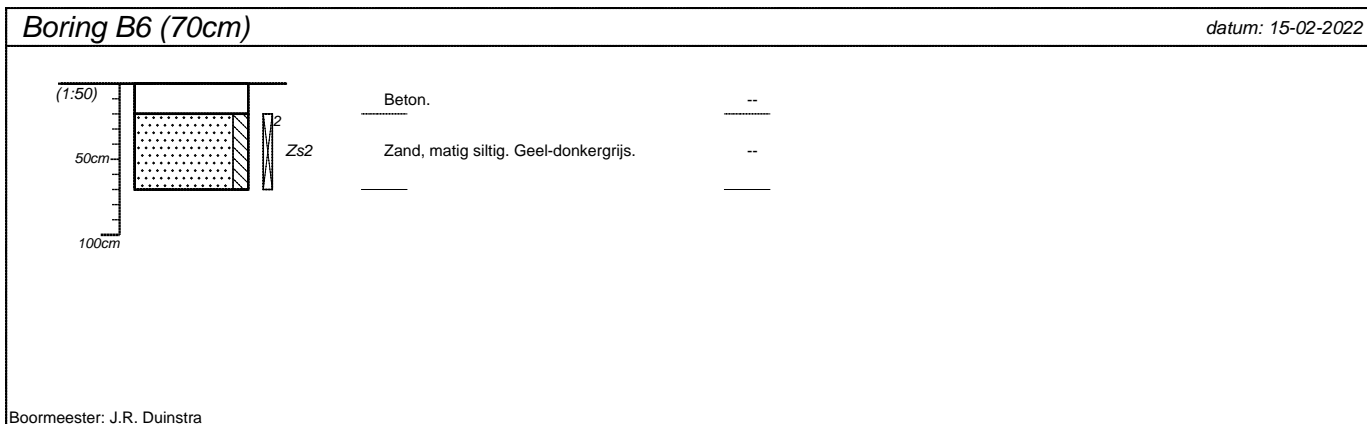 Boring B6 (70cm)
datum: 15-02-2022
(1:50)
Beton.
--
2
50cm
Zs2
Zand, matig siltig. Geel-donkergrijs.
--
100cm
Boormeester: J.R. Duinstra